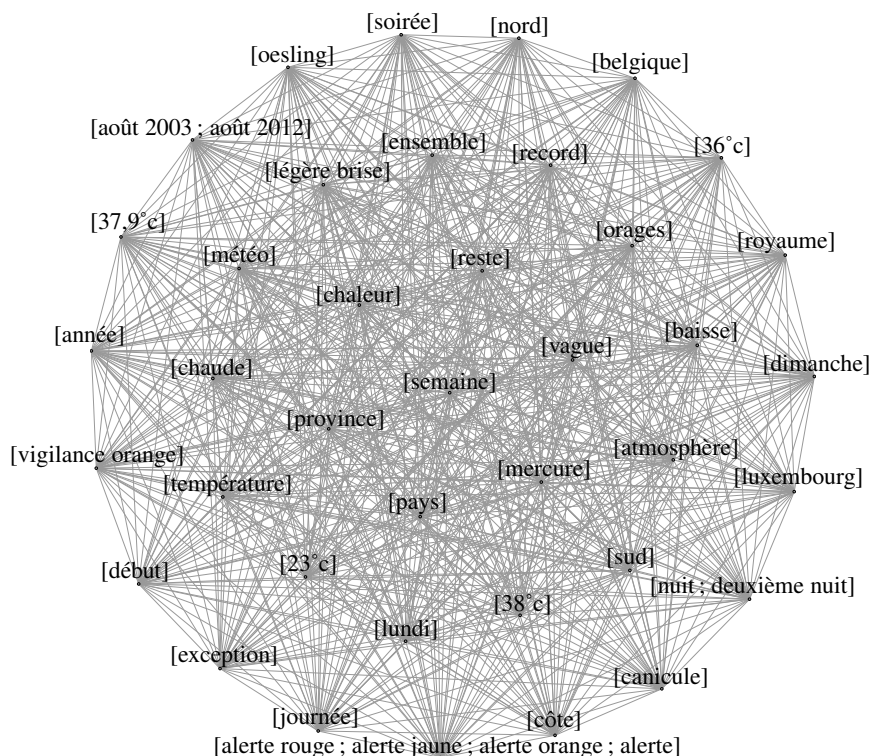 [soirée]
[nord]
[oesling]
[belgique]
[août 2003 ; août 2012]
[ensemble]
[record]
[36˚c]
[légère brise]
[37,9˚c]
[orages]
[royaume]
[météo]
[reste]
[chaleur]
[année]
[baisse]
[vague]
[dimanche]
[chaude]
[semaine]
[province]
[vigilance orange]
[atmosphère]
[mercure]
[luxembourg]
[température]
[pays]
[début]
[23˚c]
[sud]
[nuit ; deuxième nuit]
[38˚c]
[lundi]
[exception]
[canicule]
[journée]
[côte]
[alerte rouge ; alerte jaune ; alerte orange ; alerte]